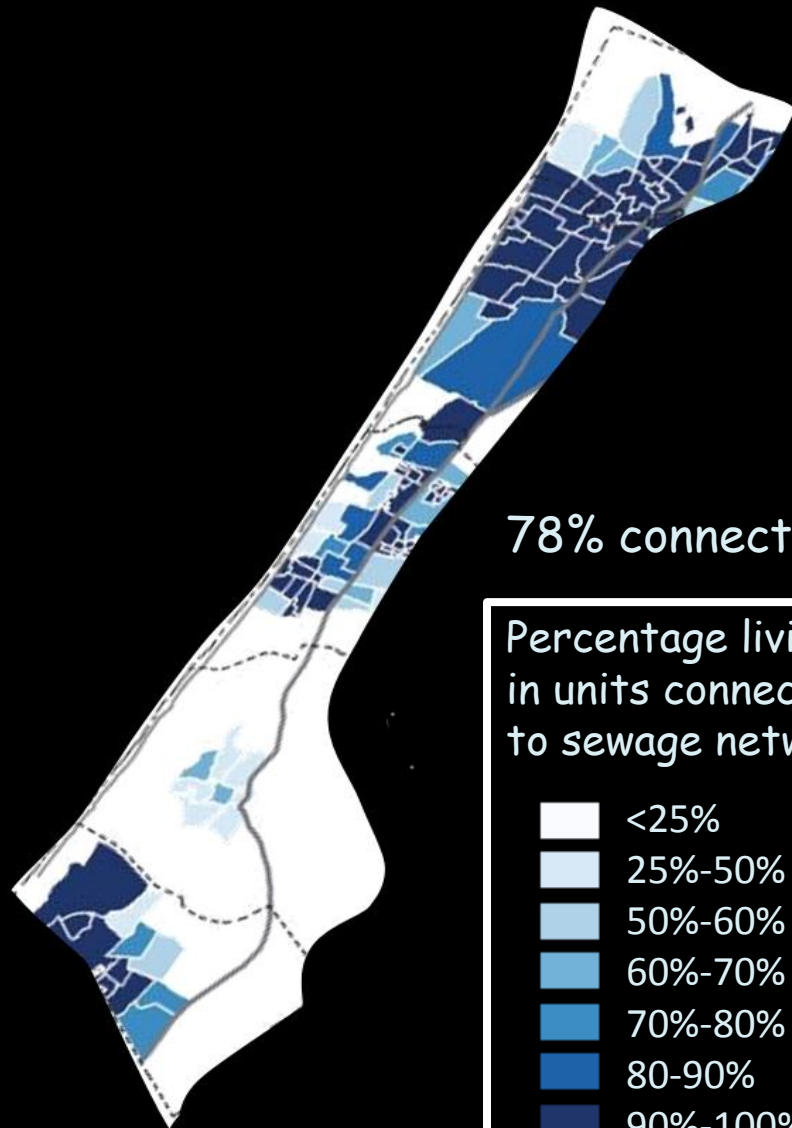 78% connect
Percentage livi
in units connec
to sewage netw
<25%
25%-50%
50%-60%
60%-70%
70%-80%
80-90%
90%-100%